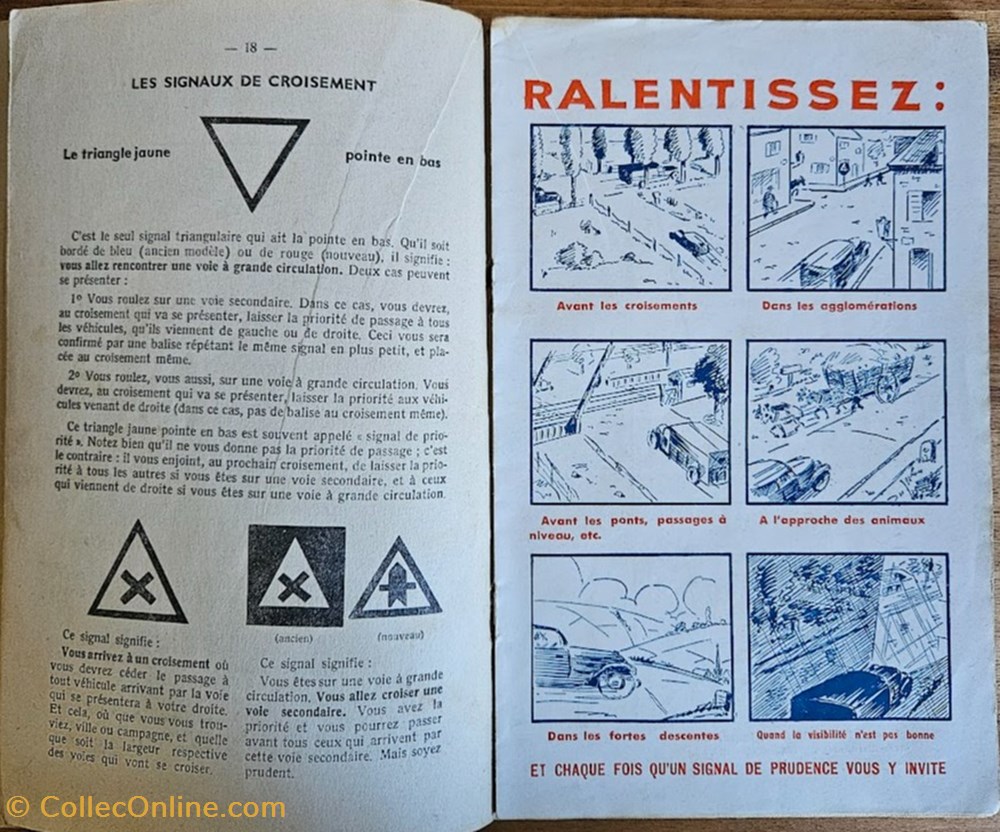 — 18 —
LES SIGNAUX DE CROISEMENT
Le triangle jaune
pointe en bas
C'est le seul signal triangulaire qui ait la pointe en bas. Qu'il soit
bordé de bleu (ancien modèle) ou de rouge (nouveau), il signifie :
vous allez rencontrer une voie à grande circulation. Deux cas peuvent
se présenter :
1º Vous roulez sur une voie secondaire. Dans ce cas, vous devrez,
au croisement qui va se présenter, laisser la priorité de passage à tous
les véhicules, qu'ils viennent de gauche ou de droite. Ceci vous sera
confirmé par une balise répétant le même signal en plus petit, et pla-
cée au croisement même.
2º Vous roulez, vous aussi, sur une voie à grande circulation. Vous
devrez, au croisement qui va se présenter, laisser la priorité aux véhi-
cules venant de droite (dans ce cas, pas de balise au croisement même).
Ce triangle jaune pointe en bas est souvent appelé « signal de prio-
rité ». Notez bien qu'il ne vous donne pas la priorité de passage ; c'est
le contraire : il vous enjoint, au prochain croisement, de laisser la prio-
rité à tous les autres si vous êtes sur une voie secondaire, et à ceux
qui viennent de droite si vous êtes sur une voie à grande circulation.
(ancien)
(nouveau)
Ce signal signifie :
Vous arrivez à un croisement où
vous devrez céder le passage à
tout véhicule arrivant par la voie
qui se présentera à votre droite.
Et cela, où que vous vous trou-
viez, ville ou campagne, et quelle
que soit la largeur respective
des voies qui vont se croiser.
Ce signal signifie :
Vous êtes sur une voie à grande
circulation. Vous allez croiser une
voie secondaire. Vous avez la
priorité et vous pourrez passer
avant tous ceux qui arrivent par
cette voie secondaire. Mais soyez
prudent.
RALENTISSEZ :
Avant les croisements
Dans les agglomérations
Avant les ponts, passages à
niveau, etc.
A l'approche des animaux
Dans les fortes descentes
Quand la visibilité n'est pas bonne
ET CHAQUE FOIS QU'UN SIGNAL DE PRUDENCE VOUS Y INVITE
© CollecOnline.com